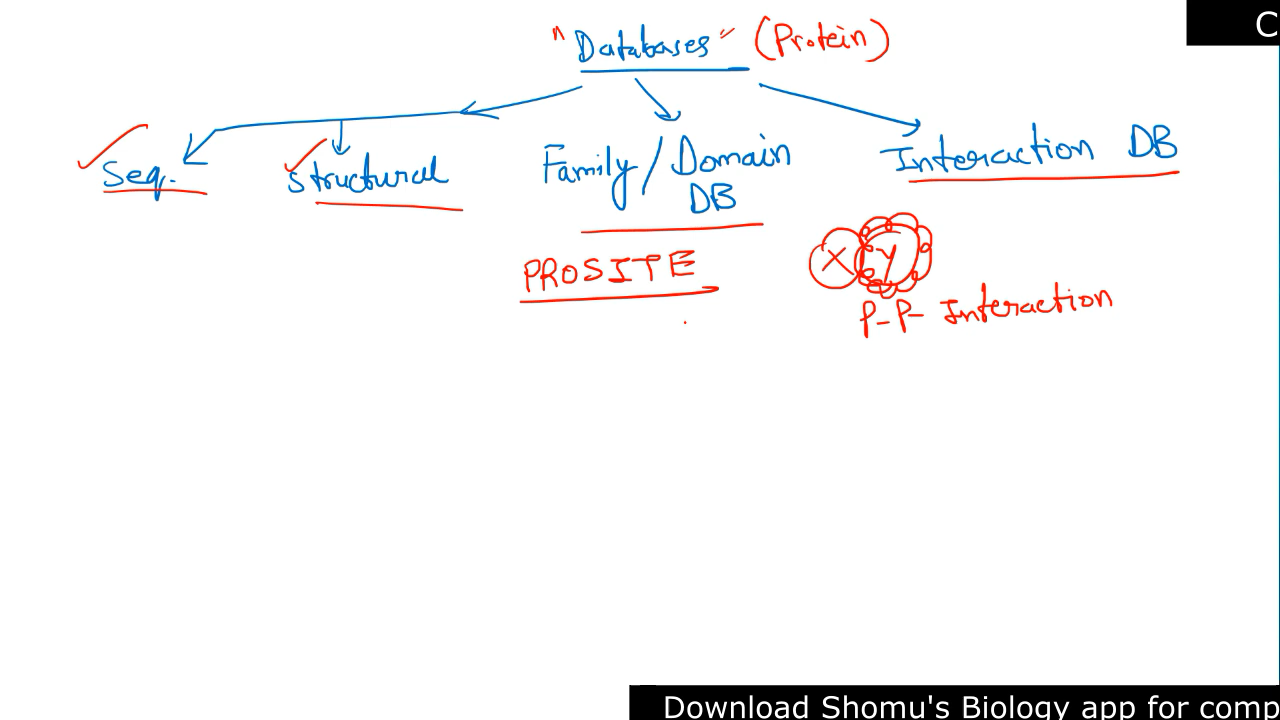 C
"Databases" (Protein)
Seq. Structural Family/Domain DB Interaction DB
PROSITE
X y
P-P- Interaction
Download Shomu's Biology app for comp